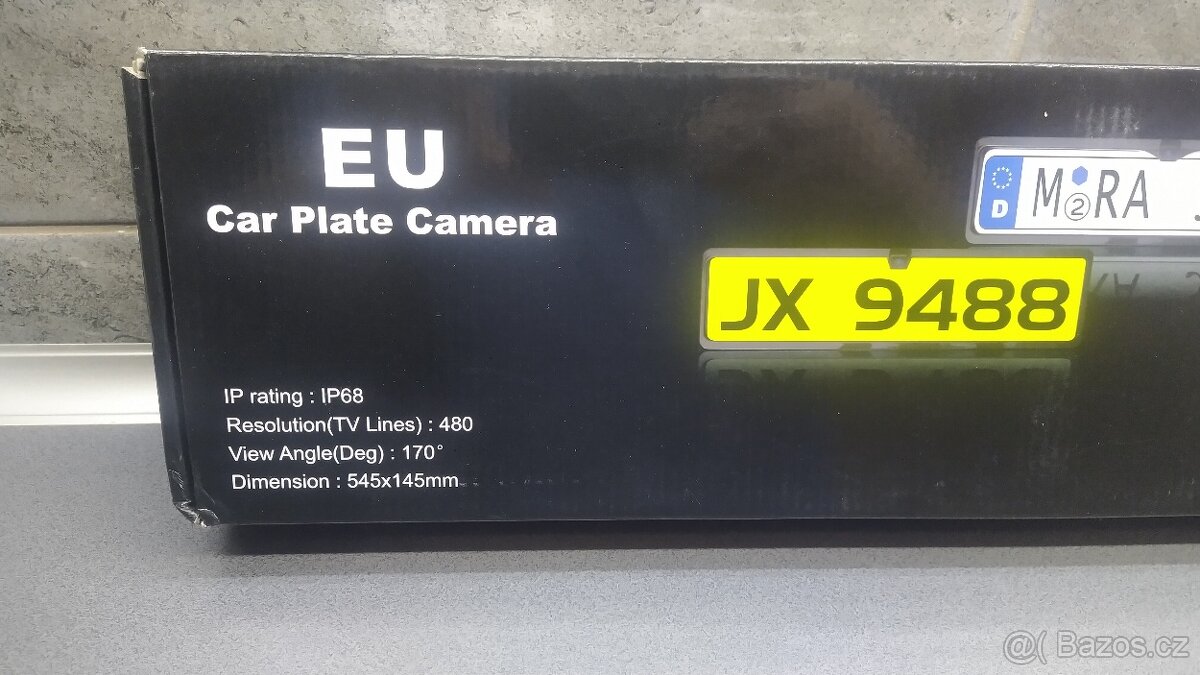 EU
Car Plate Camera
M 2 RA
D
JX 9488
IP rating : IP68
Resolution(TV Lines) : 480
View Angle(Deg) : 170°
Dimension : 545x145mm
@( Bazos.cz